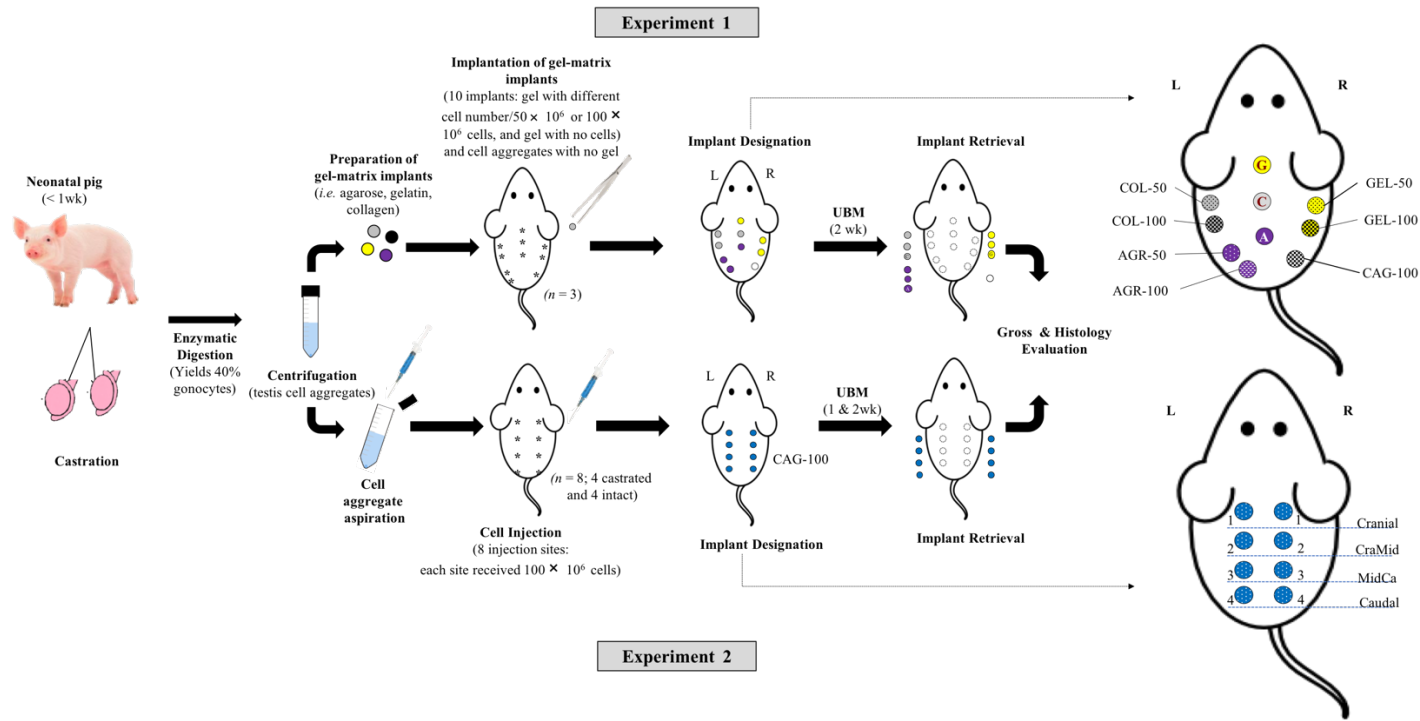 Experiment 1
Neonatal pig
(< 1wk)
Castration
Enzymatic
Digestion
(Yields 40%
gonocytes)
Centrifugation
(testis cell aggregates)
Preparation of
gel-matrix implants
(i.e. agarose, gelatin,
collagen)
Implantation of gel-matrix
implants
(10 implants: gel with different
cell number/50 × 10⁶ or 100 ×
10⁶ cells, and gel with no cells)
and cell aggregates with no gel
* * * * * * * * * *
(n = 3)
Implant Designation
L R
UBM
(2 wk)
Implant Retrieval
Gross & Histology
Evaluation
L R
G
C
A
COL-50
COL-100
AGR-50
AGR-100
GEL-50
GEL-100
CAG-100
Cell
aggregate
aspiration
* * * * * * * *
(n = 8; 4 castrated
and 4 intact)
Cell Injection
(8 injection sites:
each site received 100 × 10⁶ cells)
L R
CAG-100
Implant Designation
UBM
(1 & 2wk)
Implant Retrieval
L R
1 1 Cranial
2 2 CraMid
3 3 MidCa
4 4 Caudal
Experiment 2